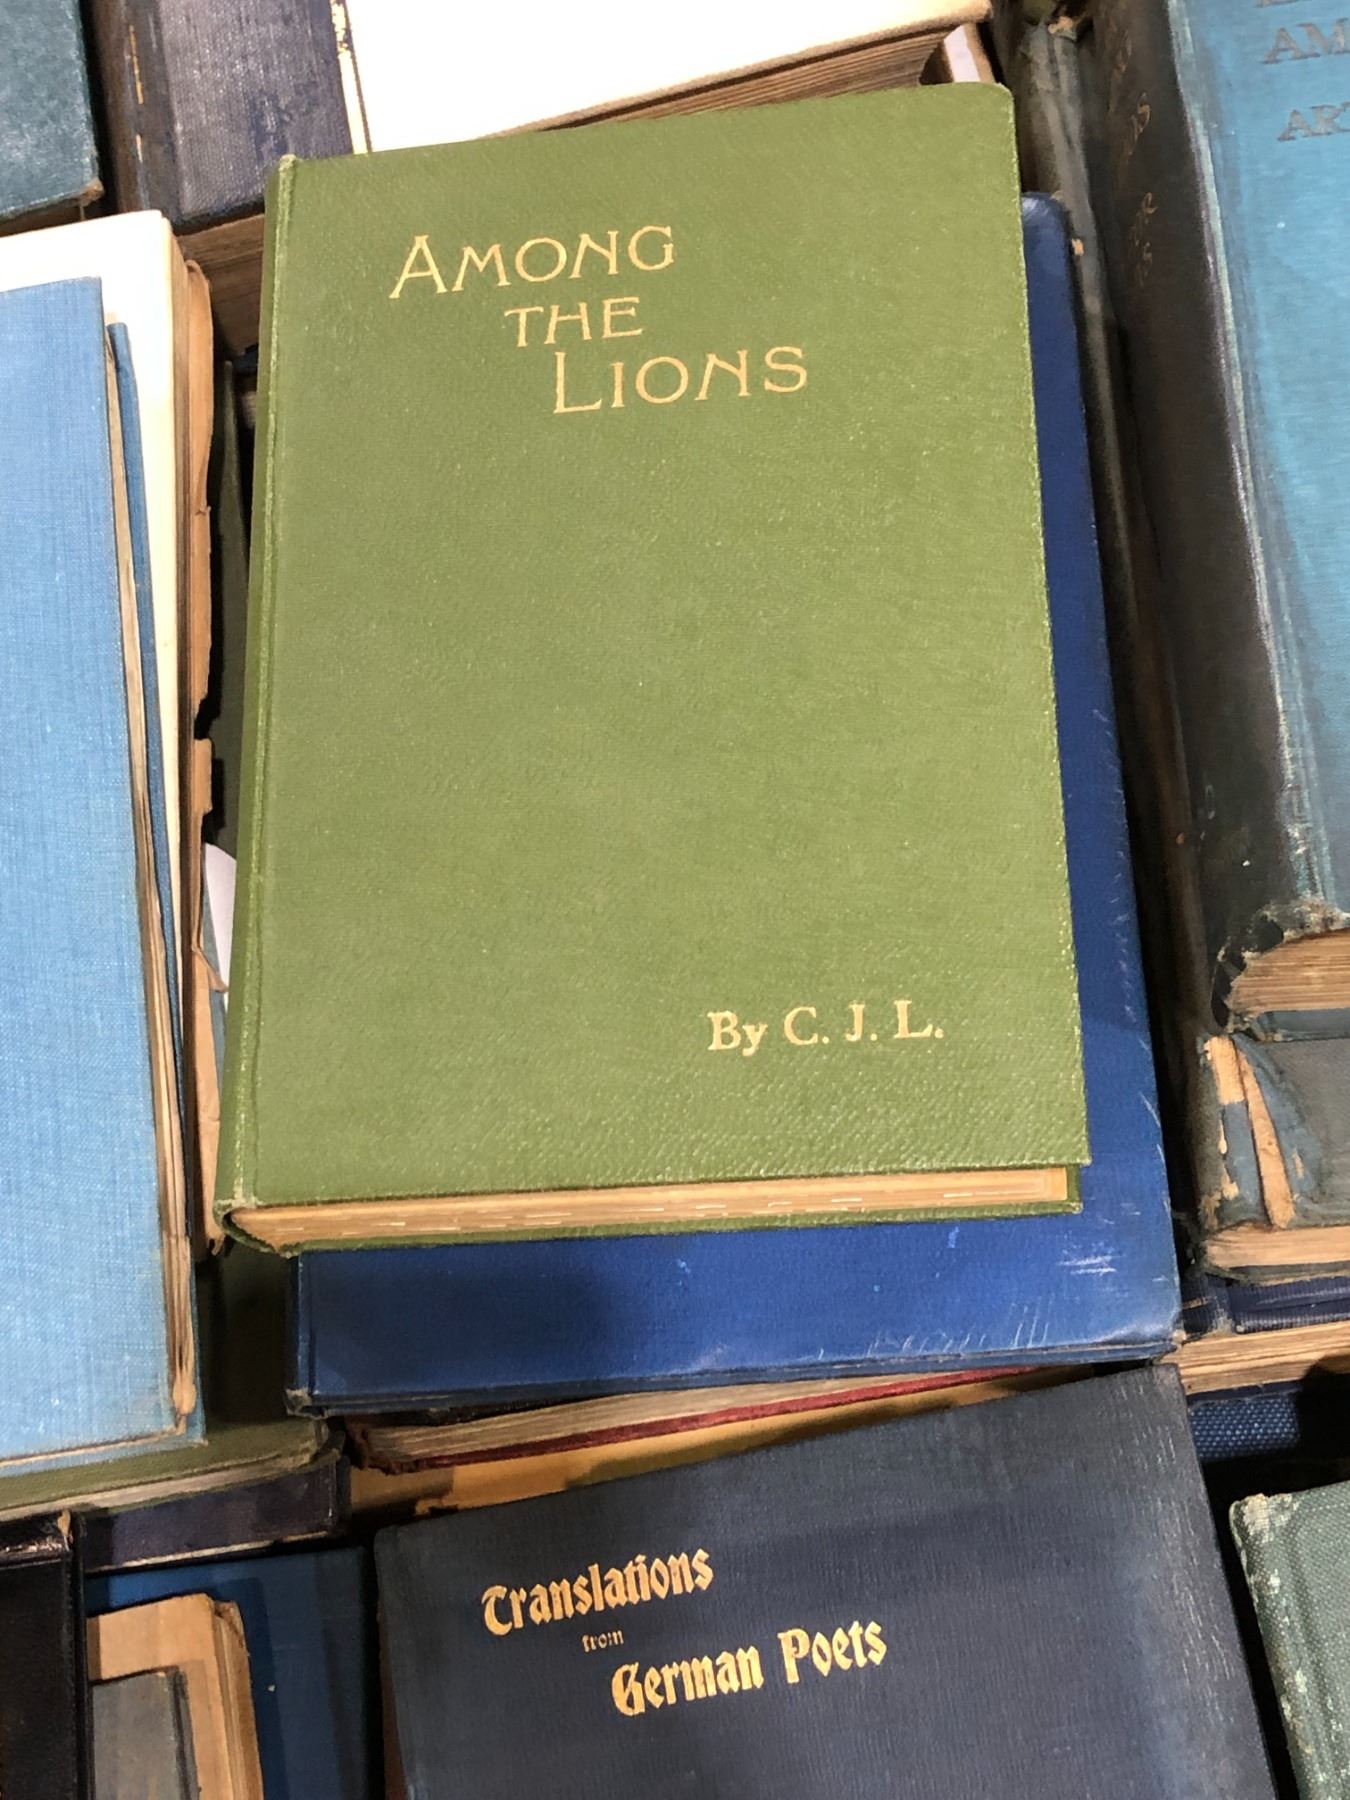 AMONG
THE
LIONS
By C. J. L.
Translations
from
German Poets